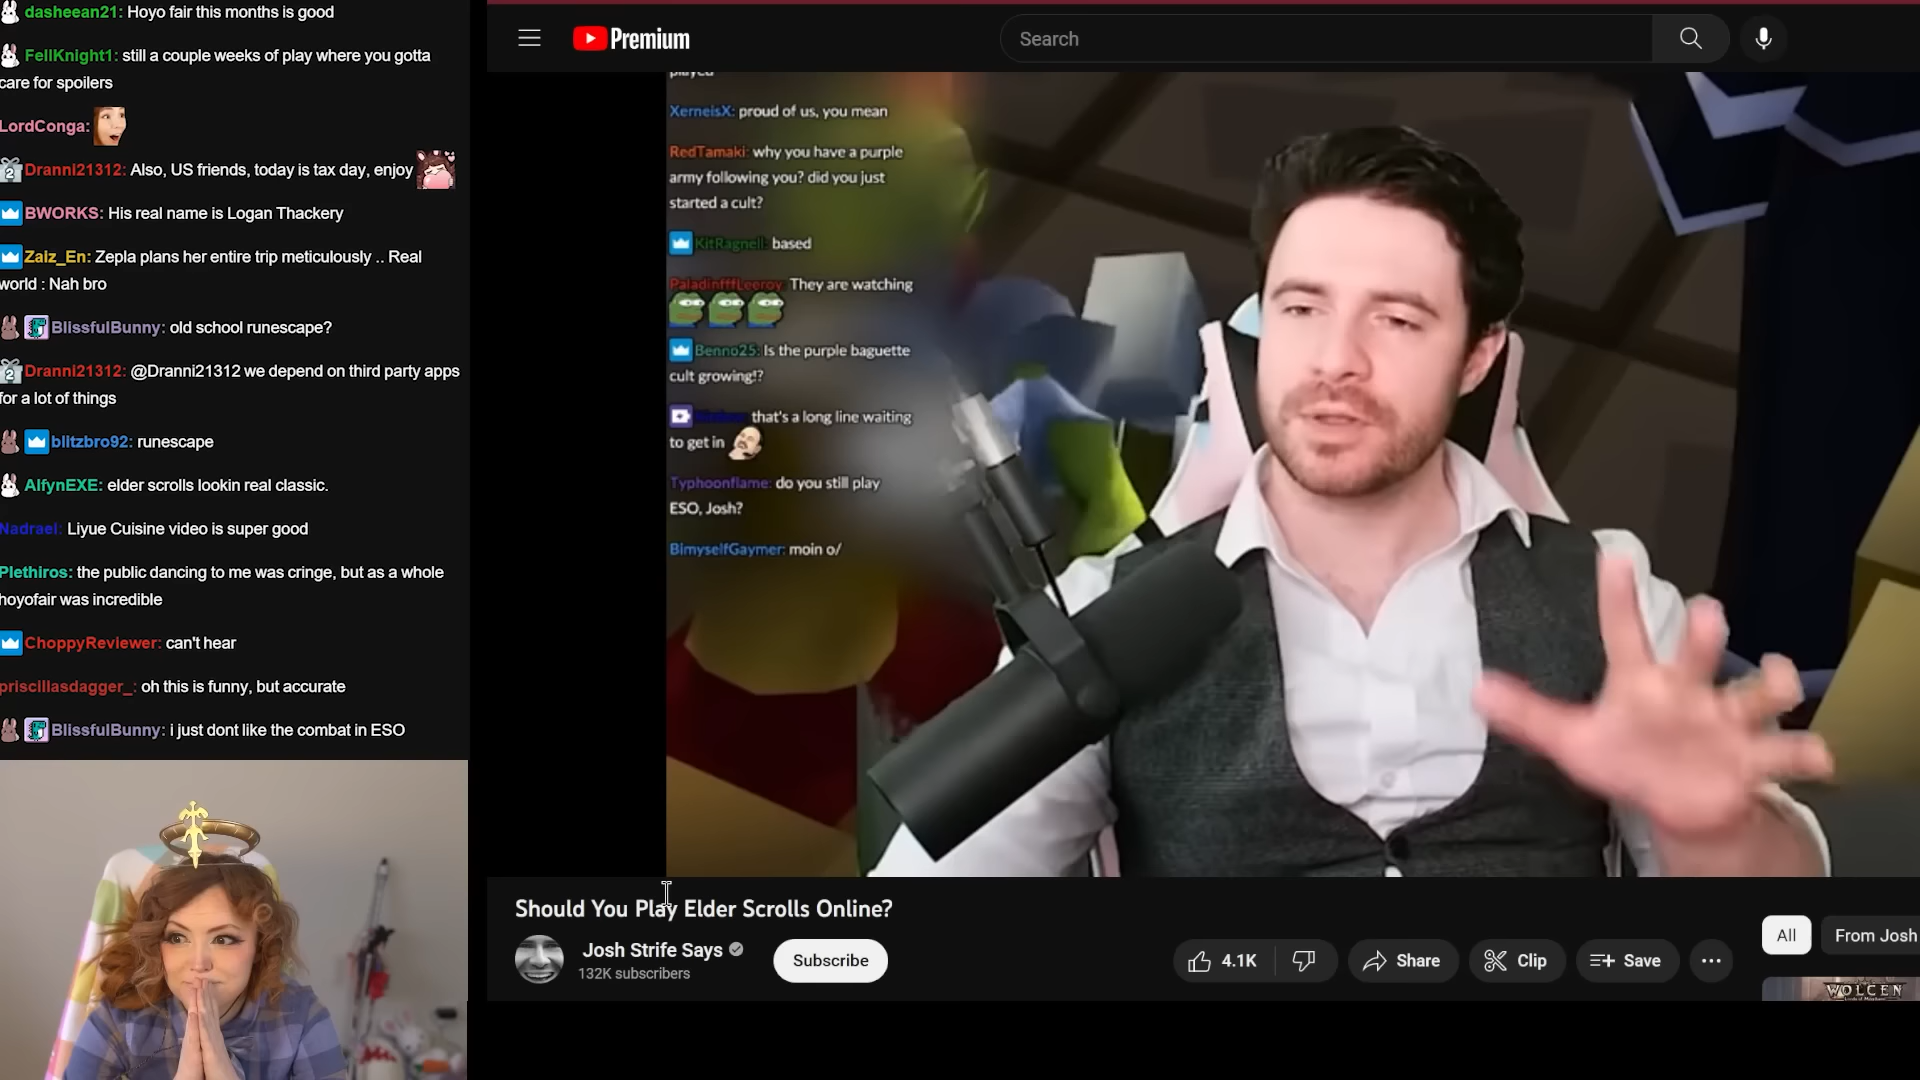 dasheean21: Hoyo fair this months is good
FellKnight1: still a couple weeks of play where you gotta
care for spoilers
LordConga:
Dranni21312: Also, US friends, today is tax day, enjoy
BWORKS: His real name is Logan Thackery
Zaiz_En: Zepla plans her entire trip meticulously .. Real
world : Nah bro
BlissfulBunny: old school runescape?
Dranni21312: @Dranni21312 we depend on third party apps
for a lot of things
blitzbro92: runescape
AlfynEXE: elder scrolls lookin real classic.
Nadrael: Liyue Cuisine video is super good
Plethiros: the public dancing to me was cringe, but as a whole
hoyofair was incredible
ChoppyReviewer: can't hear
priscillasdagger_: oh this is funny, but accurate
BlissfulBunny: i just dont like the combat in ESO
Premium
Search
played
XerneisX: proud of us, you mean
RedTamaki: why you have a purple
army following you? did you just
started a cult?
KitRagnell: based
PaladinfffLeeroy: They are watching
Benno25: Is the purple baguette
cult growing!?
that's a long line waiting
to get in
Typhoonflame: do you still play
ESO, Josh?
BimyselfGaymer: moin o/
Should You Play Elder Scrolls Online?
Josh Strife Says
132K subscribers
Subscribe
4.1K
Share
Clip
Save
All
From Josh
WOLCEN